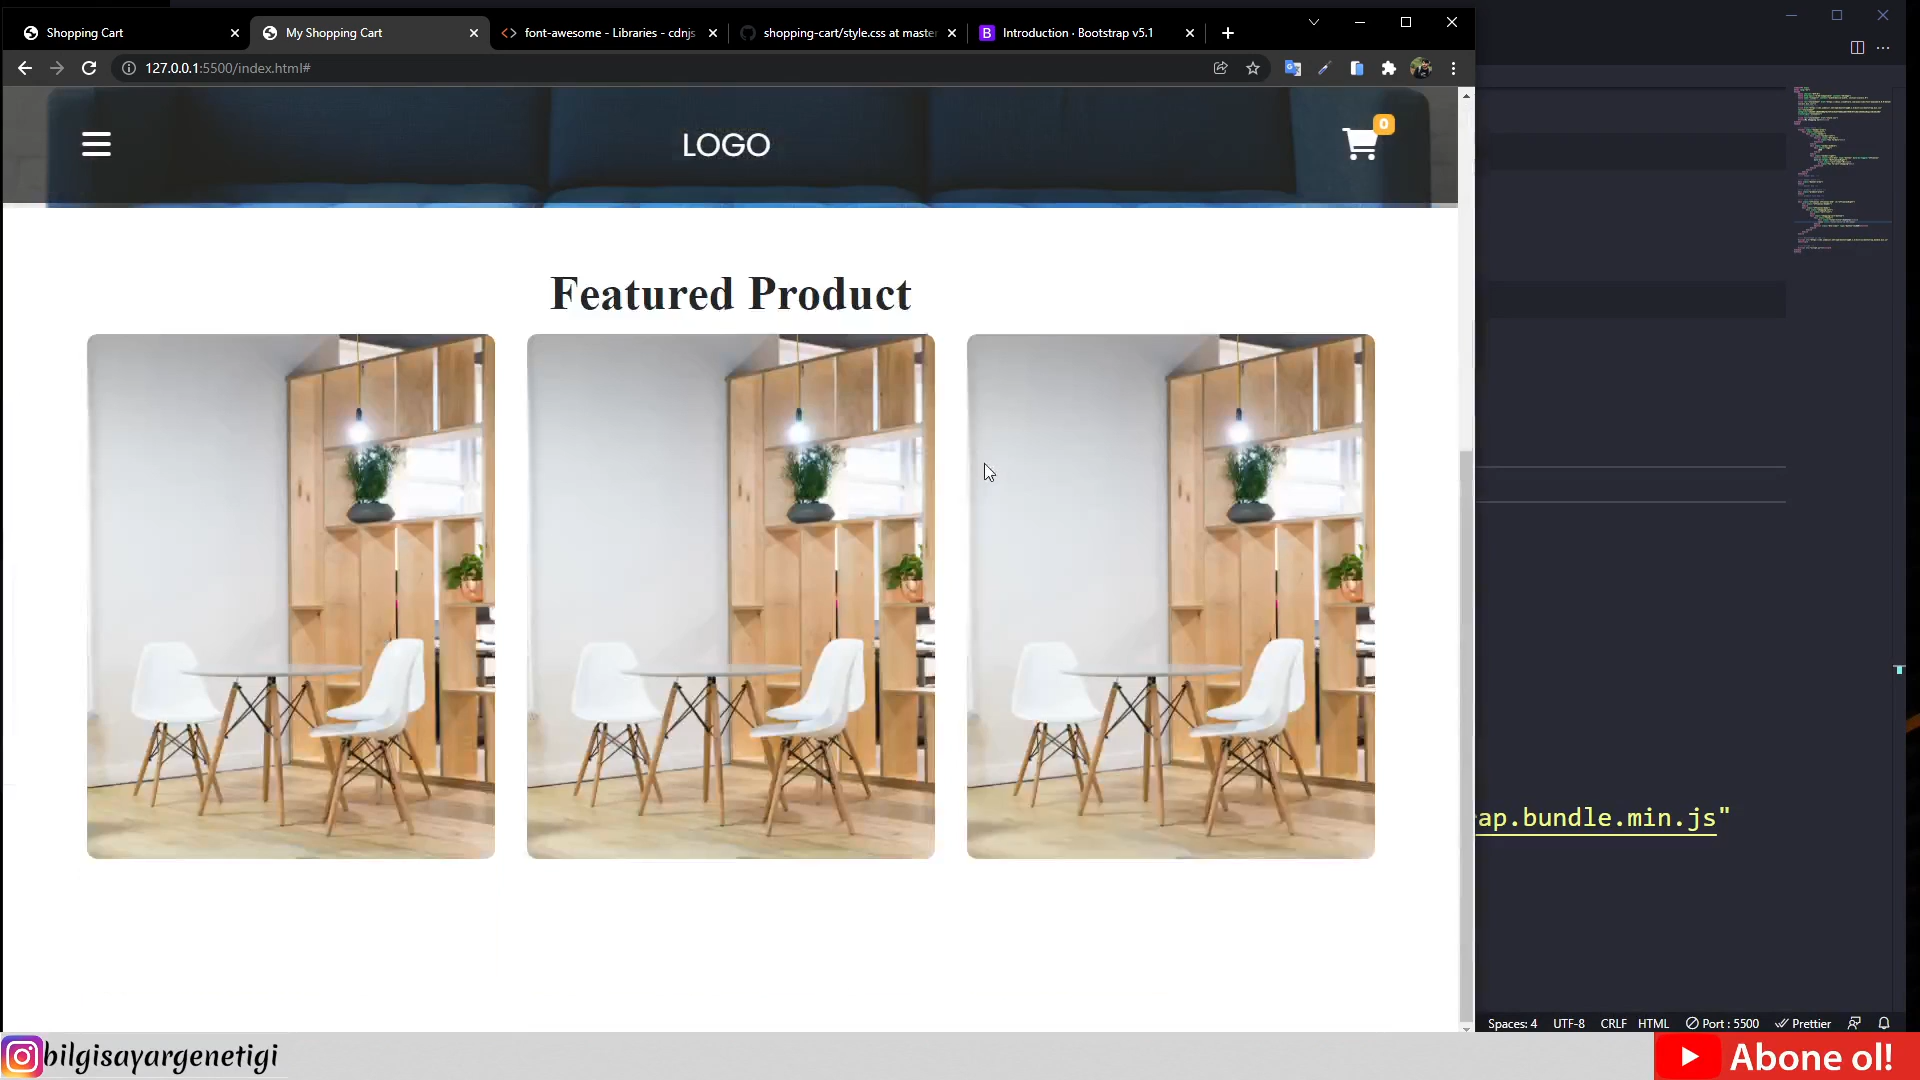 Shopping Cart
My Shopping Cart
font-awesome - Libraries - cdnjs
shopping-cart/style.css at master
Introduction · Bootstrap v5.1
127.0.0.1:5500/index.html#
LOGO
0
Featured Product
ap.bundle.min.js"
Spaces: 4 UTF-8 CRLF HTML Port : 5500 Prettier
bilgisayargenetigi
Abone ol!